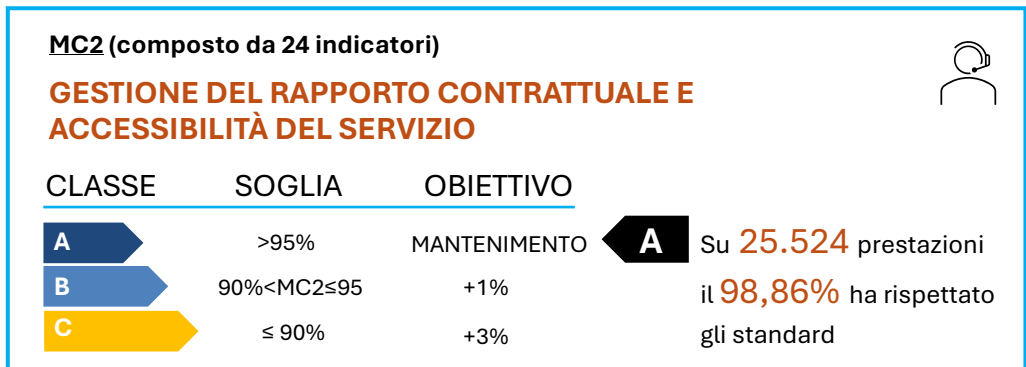 MC2 (composto da 24 indicatori)
GESTIONE DEL RAPPORTO CONTRATTUALE E
ACCESSIBILITÀ DEL SERVIZIO
CLASSE SOGLIA OBIETTIVO
A >95% MANTENIMENTO A Su 25.524 prestazioni
B 90%<MC2≤95 +1% il 98,86% ha rispettato
C ≤ 90% +3% gli standard